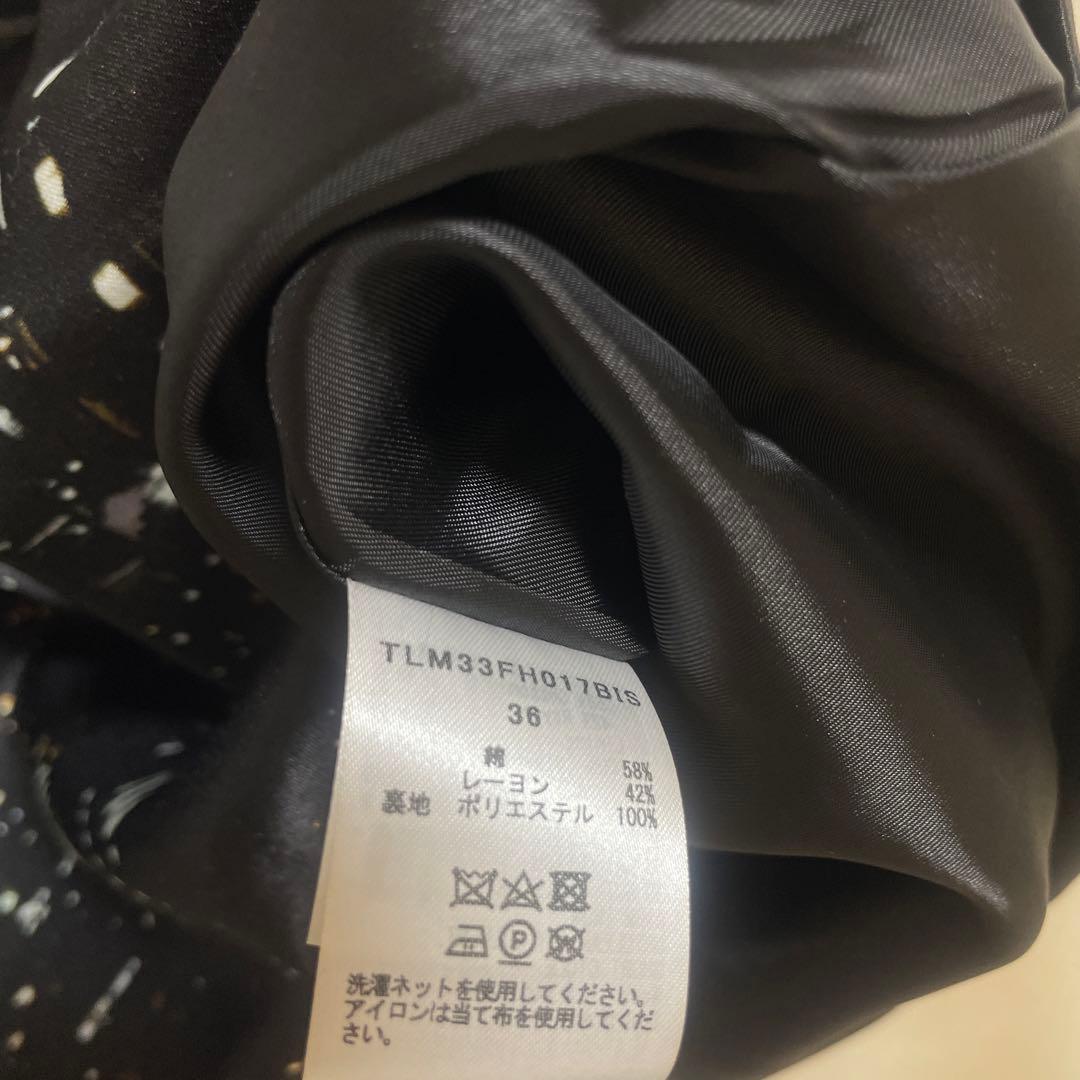 TLM33FH017BIS
36
綿 58%
レーヨン 42%
裏地 ポリエステル 100%
P W
洗濯ネットを使用してください。
アイロンは当て布を使用してくだ
さい。